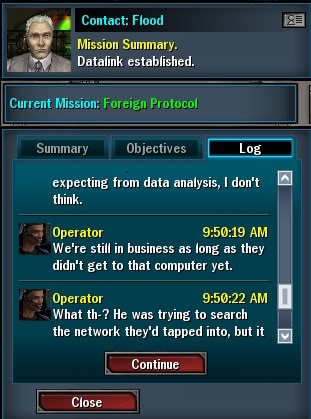 Contact: Flood
Mission Summary.
Datalink established.
Current Mission: Foreign Protocol
Summary
Objectives
Log
expecting from data analysis, I don't
think.
Operator 9:50:19 AM
We're still in business as long as they
didn't get to that computer yet.
Operator 9:50:22 AM
What th-? He was trying to search
the network they'd tapped into, but it
Continue
Close